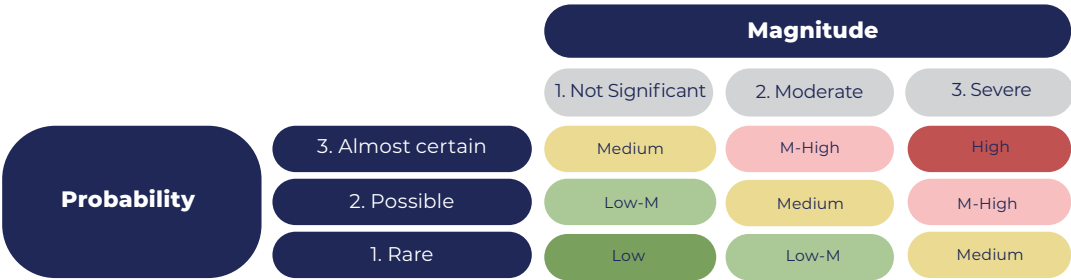 Magnitude
1. Not Significant 2. Moderate 3. Severe
Probability
3. Almost certain Medium M-High High
2. Possible Low-M Medium M-High
1. Rare Low Low-M Medium